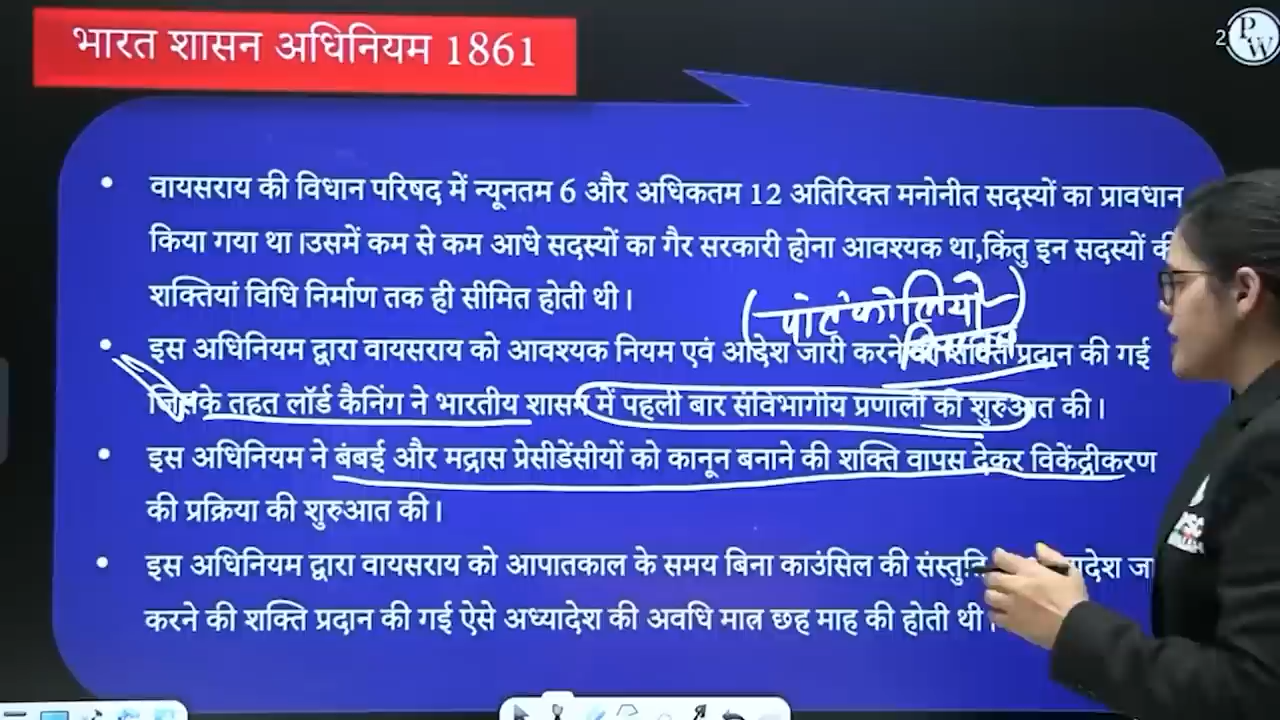 भारत शासन अधिनियम 1861
2
PW
वायसराय की विधान परिषद में न्यूनतम 6 और अधिकतम 12 अतिरिक्त मनोनीत सदस्यों का प्रावधान
किया गया था।उसमें कम से कम आधे सदस्यों का गैर सरकारी होना आवश्यक था,किंतु इन सदस्यों की
शक्तियां विधि निर्माण तक ही सीमित होती थी।
(पोर्टफोलियो)
इस अधिनियम द्वारा वायसराय को आवश्यक नियम एवं आदेश जारी करने की शक्ति प्रदान की गई
जिसके तहत लॉर्ड कैनिंग ने भारतीय शासन में पहली बार संविभागीय प्रणाली की शुरुआत की।
इस अधिनियम ने बंबई और मद्रास प्रेसीडेंसीयों को कानून बनाने की शक्ति वापस देकर विकेंद्रीकरण
की प्रक्रिया की शुरुआत की।
इस अधिनियम द्वारा वायसराय को आपातकाल के समय बिना काउंसिल की
करने की शक्ति प्रदान की गई ऐसे अध्यादेश की अवधि मात्र छह माह की होती थी।